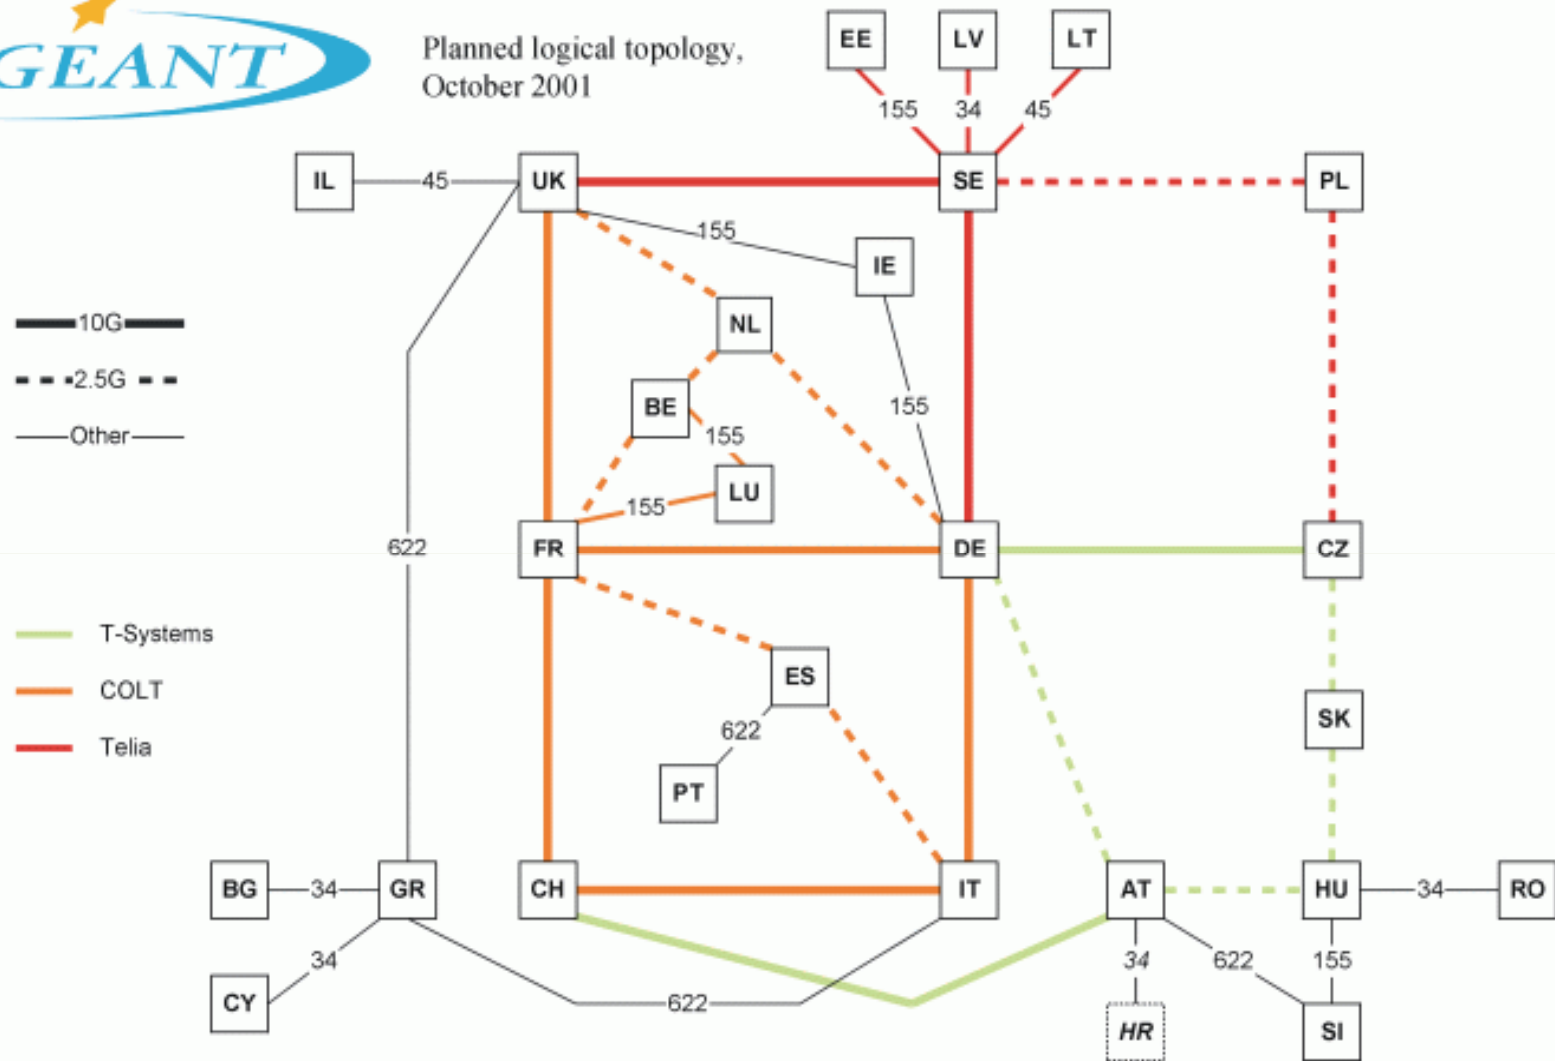 GEANT
Planned logical topology,
October 2001
EE
LV
LT
155
34
45
IL
45
UK
SE
PL
155
IE
NL
10G
2.5G
BE
Other
155
155
LU
155
FR
DE
CZ
622
T-Systems
COLT
Telia
ES
SK
622
PT
BG
34
GR
CH
IT
AT
HU
34
RO
34
34
622
155
CY
622
HR
SI